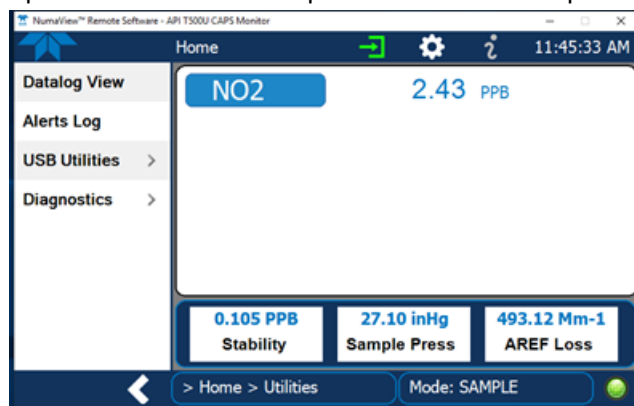 NumaView™ Remote Software - API T500U CAPS Monitor
Home
11:45:33 AM
Datalog View
Alerts Log
USB Utilities >
Diagnostics >
NO2 2.43 PPB
0.105 PPB 27.10 inHg 493.12 Mm-1
Stability Sample Press AREF Loss
> Home > Utilities Mode: SAMPLE